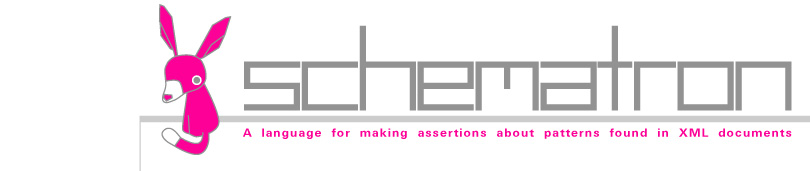 schematron
A language for making assertions about patterns found in XML documents